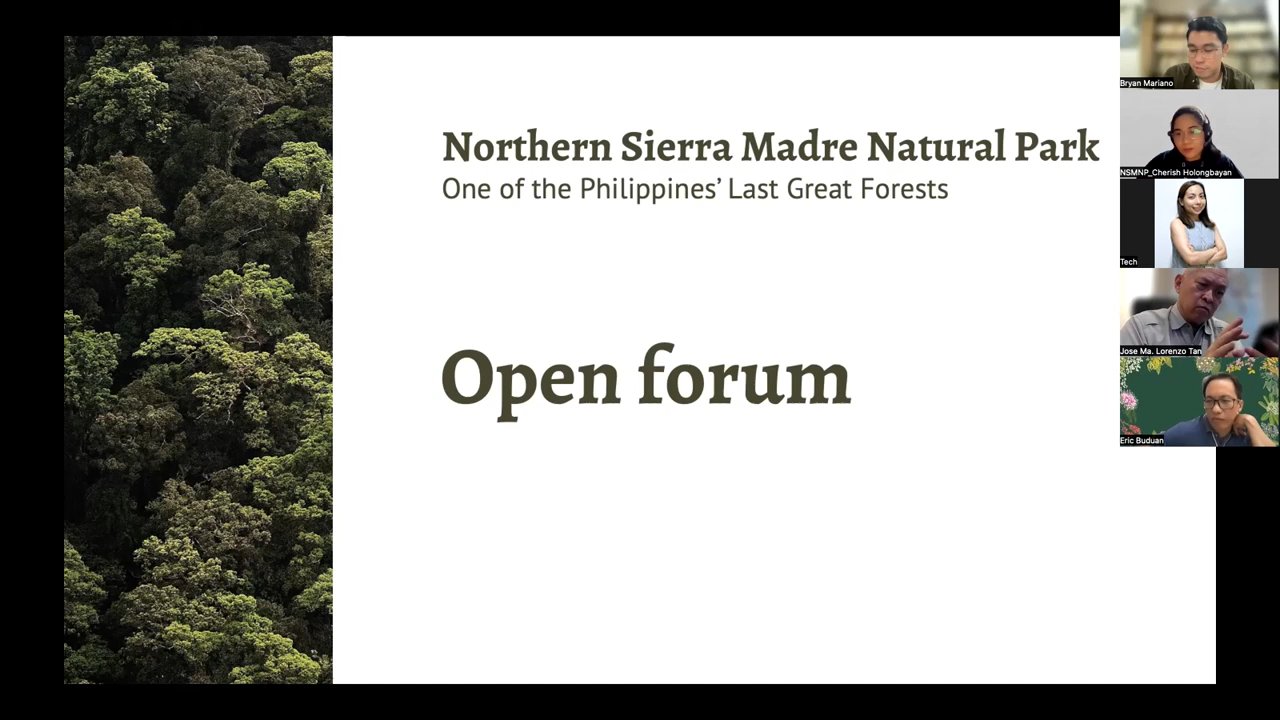 Northern Sierra Madre Natural Park
One of the Philippines’ Last Great Forests
Open forum
Bryan Mariano
NSMNP_Cherish Holongbayan
Tech
Jose Ma. Lorenzo Tan
Eric Buduan